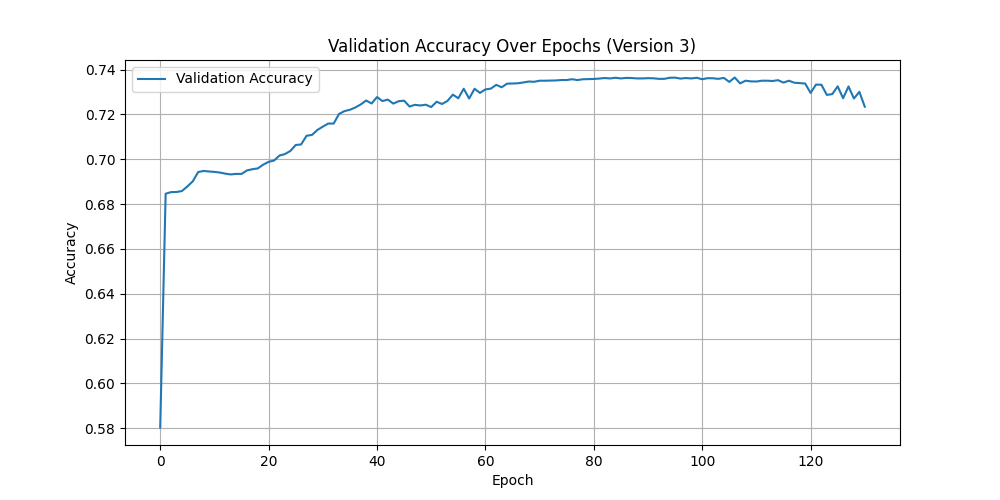 Validation Accuracy Over Epochs (Version 3)
Validation Accuracy
0.74
0.72
0.70
0.68
0.66
0.64
0.62
0.60
0.58
Accuracy
0 20 40 60 80 100 120
Epoch